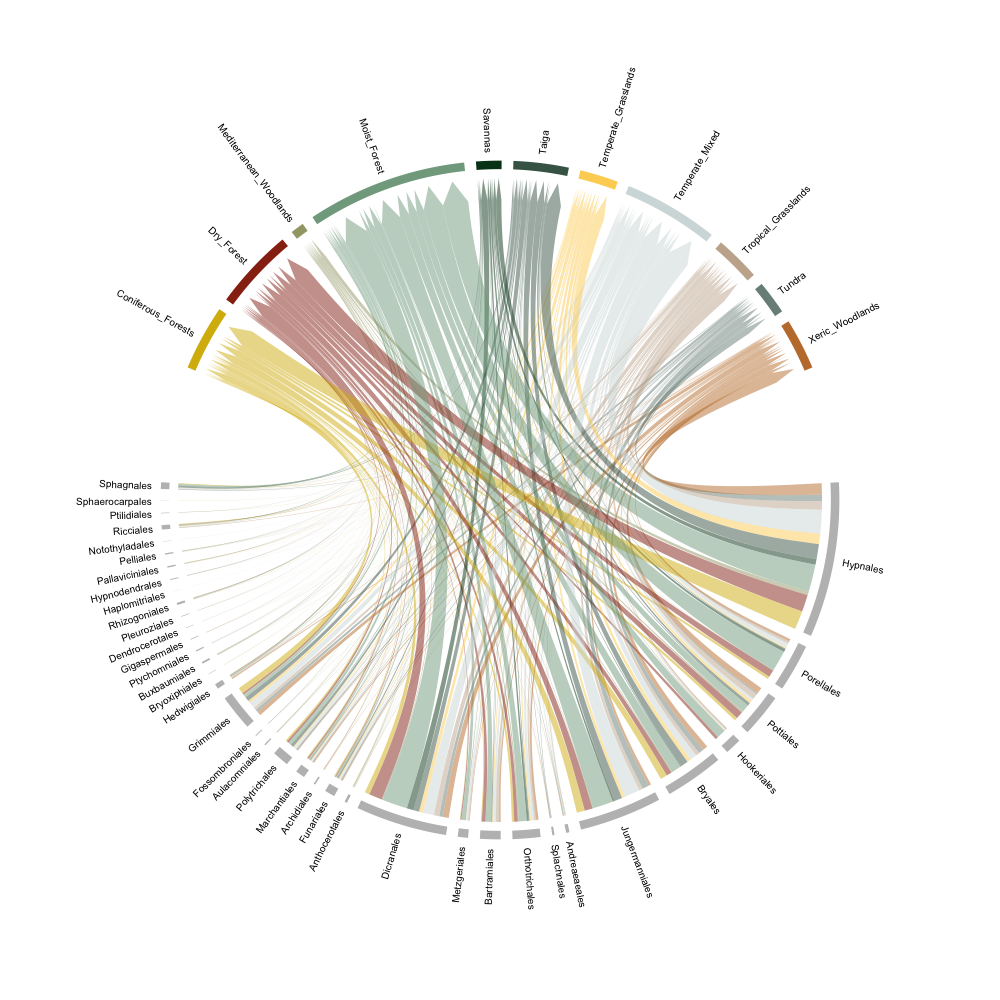 Coniferous_Forests
Dry_Forest
Mediterranean_Woodlands
Moist_Forest
Savannas
Taiga
Temperate_Grasslands
Temperate_Mixed
Tropical_Grasslands
Tundra
Xeric_Woodlands
Hypnales
Porellales
Pottiales
Hookeriales
Bryales
Jungermanniales
Andreaeaeales
Splachnales
Orthotrichales
Bartramiales
Metzgeriales
Dicranales
Anthocerotales
Funariales
Archidiales
Marchantiales
Polytrichales
Aulacomniales
Fossombroniales
Grimmiales
Hedwigiales
Bryoxiphiales
Buxbaumiales
Ptychomniales
Gigaspermales
Dendrocerotales
Pleuroziales
Rhizogoniales
Haplomitriales
Hypnodendrales
Pallaviciniales
Pelliales
Notothyladales
Ricciales
Ptilidiales
Sphaerocarpales
Sphagnales